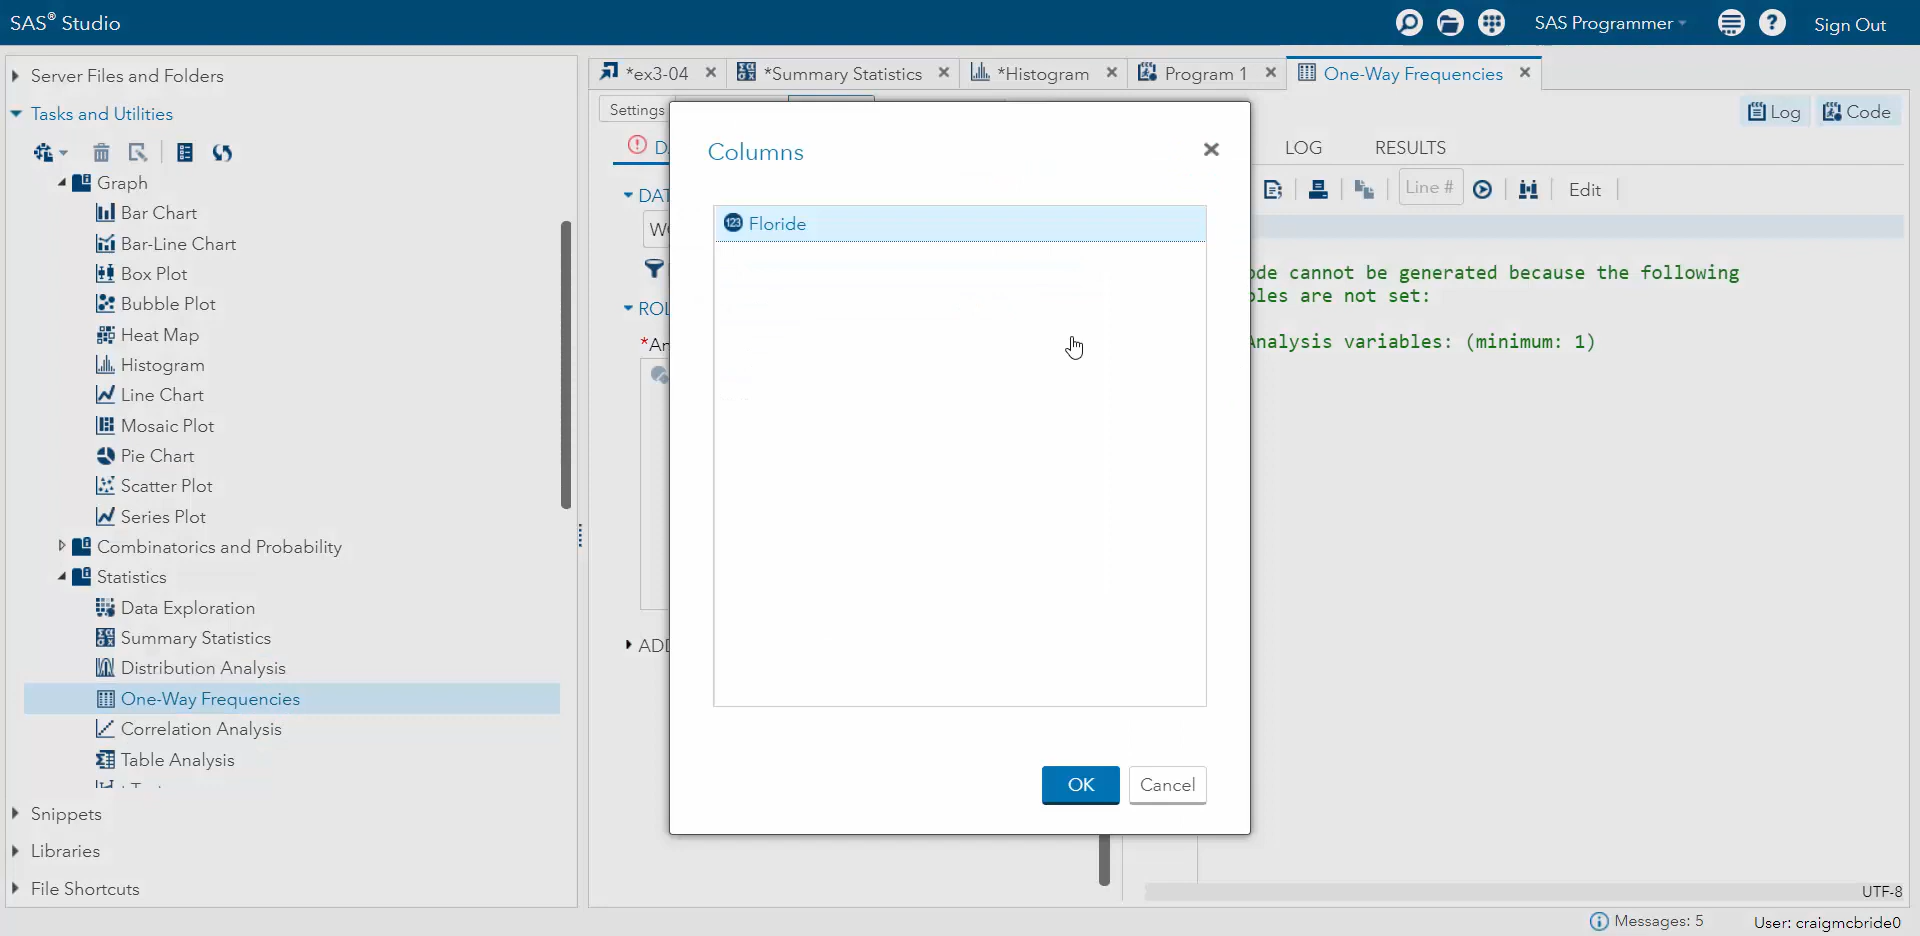 SAS® Studio
SAS Programmer
Sign Out
Server Files and Folders
Tasks and Utilities
Graph
Bar Chart
Bar-Line Chart
Box Plot
Bubble Plot
Heat Map
Histogram
Line Chart
Mosaic Plot
Pie Chart
Scatter Plot
Series Plot
Combinatorics and Probability
Statistics
Data Exploration
Summary Statistics
Distribution Analysis
One-Way Frequencies
Correlation Analysis
Table Analysis
Snippets
Libraries
File Shortcuts
*ex3-04
*Summary Statistics
*Histogram
Program 1
One-Way Frequencies
Settings
Log
Code
LOG
RESULTS
Line #
Edit
Columns
123 Floride
OK
Cancel
ode cannot be generated because the following
bles are not set:
Analysis variables: (minimum: 1)
UTF-8
Messages: 5
User: craigmcbride0